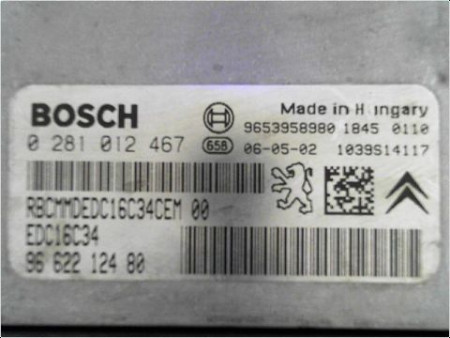 BOSCH
Made in Hungary
0 281 012 467
9653958980 1845 0110
658 06-05-02 1039S14117
RBCMMDEDC16C34CEM 00
EDC16C34
96 622 124 80